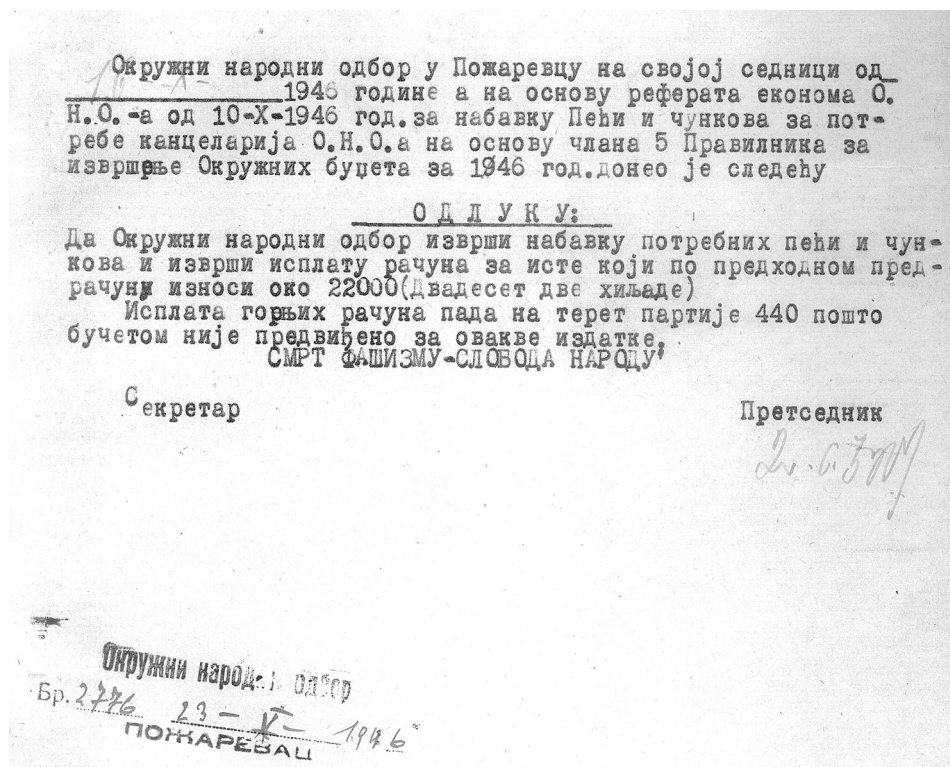 Окружни народни одбор у Пожаревцу на својој седници од_
1946 године а на основу реферата економа О.
Н.О.-а од 10-X-1946 год.за набавку Пећи и чункова за пот-
ребе канцеларија О.Н.О.а на основу члана 5 Правилника за
извршење Окружних буџета за 1946 год.донео је следећу
О Д Л У К У:
Да Окружни народни одбор изврши набавку потребних пећи и чун-
кова и изврши исплату рачуна за исте који по предходном пред-
рачуну износи око 22000(Двадесет две хиљаде)
Исплата горњих рачуна пада на терет партије 440 пошто
бучетом није предвиђено за овакве издатке.
СМРТ ФАШИЗМУ-СЛОБОДА НАРОДУ'
Секретар
Претседник
Окружни народни одбор
Бр. 2776 23 - X - 1946
ПОЖАРЕВАЦ